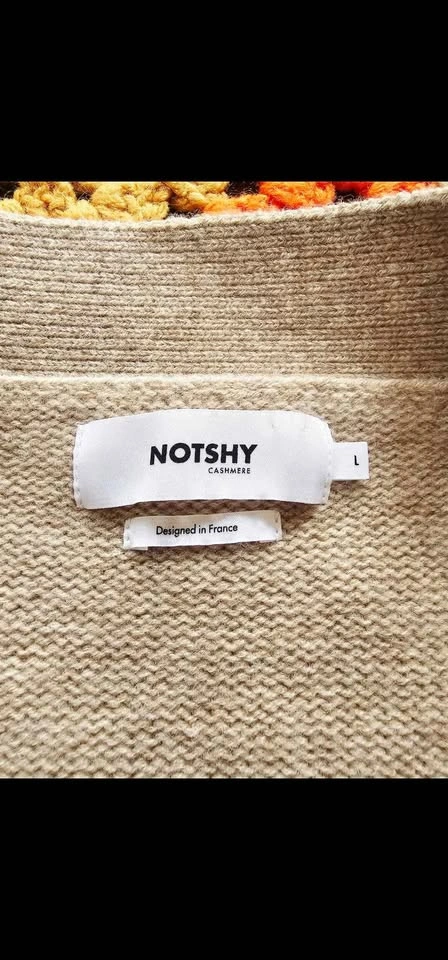 NOTSHY
CASHMERE
L
Designed in France